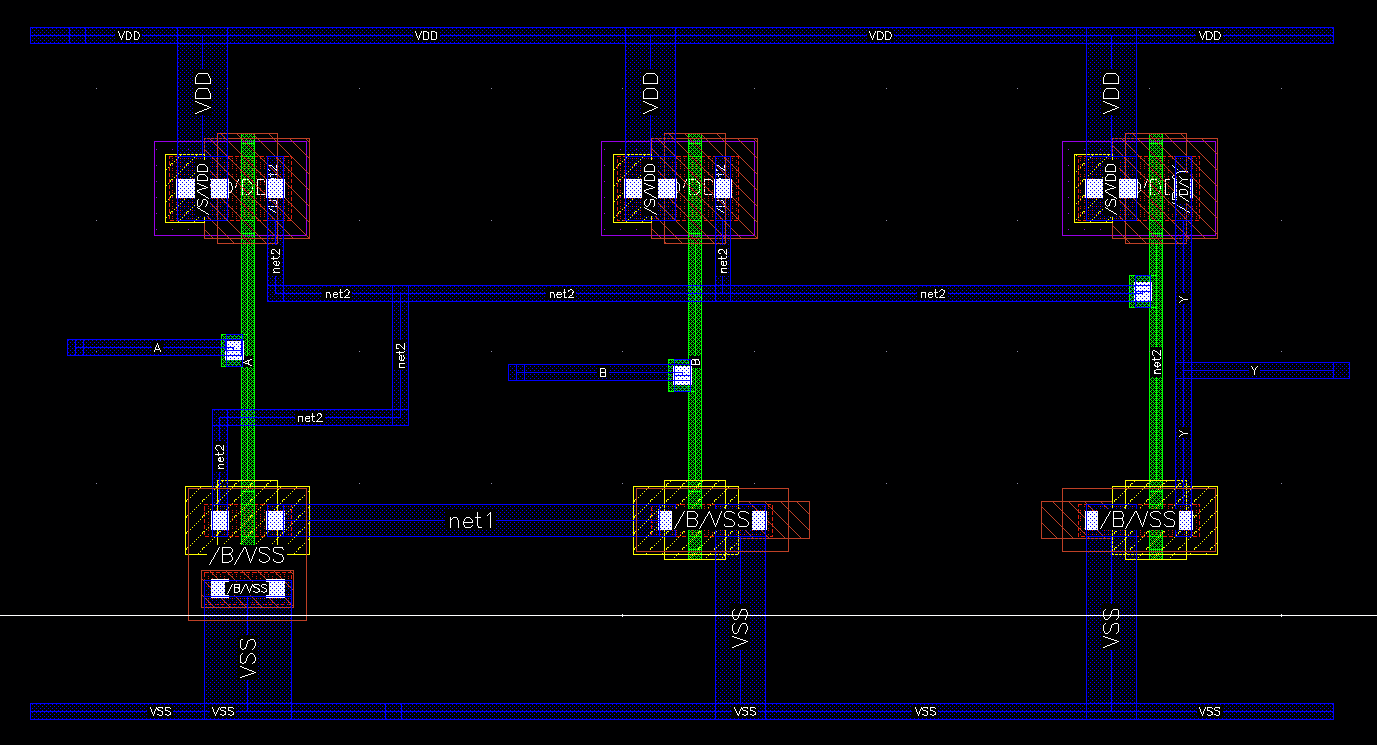 VDD VDD VDD VDD
VDD VDD VDD
/S/VDD /S/VDD /S/VDD /D/Y
net2 net2
net2 net2 net2
Y
A A net2 B B net2 Y
net2
Y
net2
/B/VSS net1 /B/VSS /B/VSS
/B/VSS
VSS VSS VSS
VSS VSS VSS VSS VSS